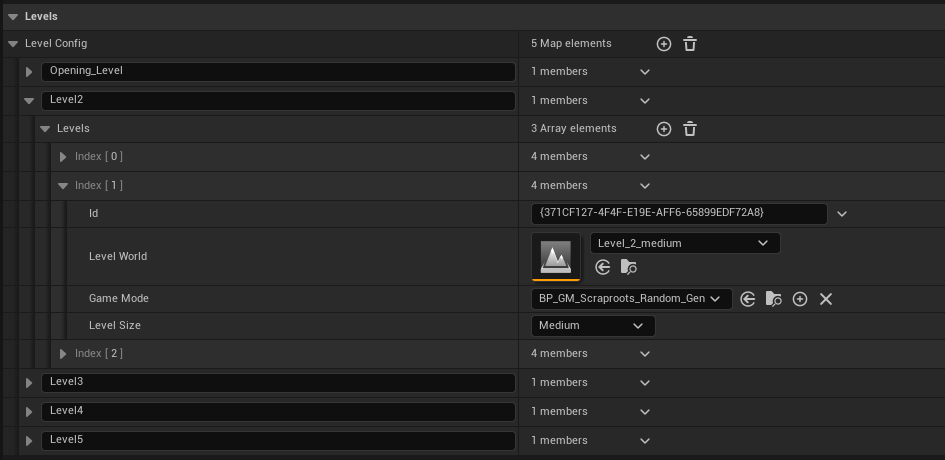 Levels
Level Config 5 Map elements
Opening_Level 1 members
Level2 1 members
Levels 3 Array elements
Index [ 0 ] 4 members
Index [ 1 ] 4 members
Id {371CF127-4F4F-E19E-AFF6-65899EDF72A8}
Level World Level_2_medium
Game Mode BP_GM_Scraproots_Random_Gen
Level Size Medium
Index [ 2 ] 4 members
Level3 1 members
Level4 1 members
Level5 1 members